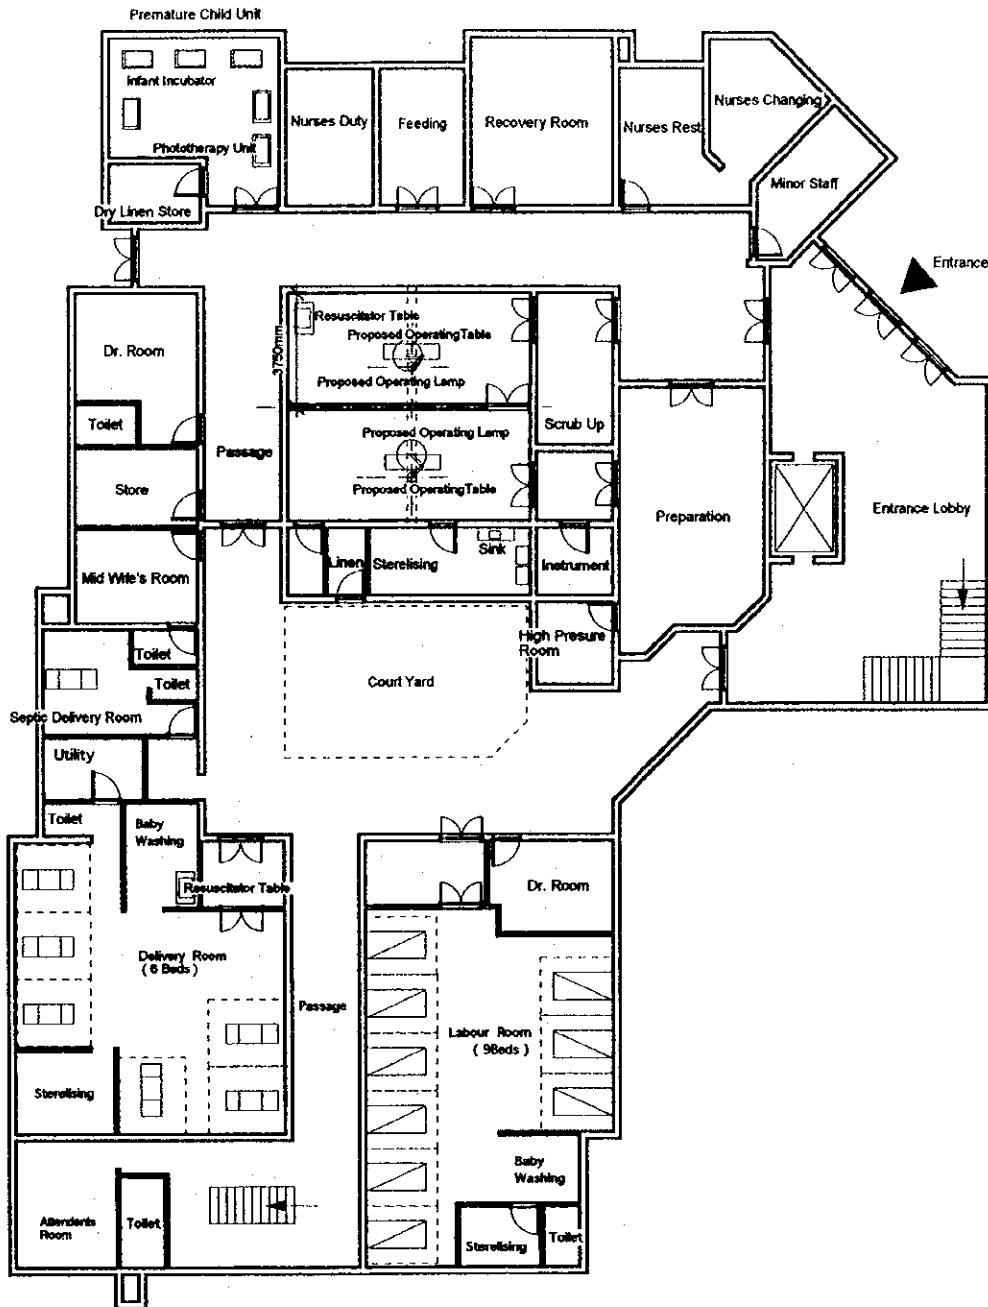 Premature Child Unit
Infant Incubator
Phototherapy Unit
Dry Linen Store
Nurses Duty
Feeding
Recovery Room
Nurses Rest
Nurses Changing
Minor Staff
Entrance
Dr. Room
Toilet
Store
Passage
3750mm
Resuscitator Table
Proposed OperatingTable
Proposed Operating Lamp
Proposed Operating Lamp
Proposed OperatingTable
Scrub Up
Preparation
Entrance Lobby
Mid Wife's Room
Linen
Sterelising
Sink
Instrument
High Presure
Room
Court Yard
Toilet
Toilet
Septic Delivery Room
Utility
Toilet
Baby
Washing
Resuscitator Table
Delivery Room
( 6 Beds )
Sterelising
Passage
Dr. Room
Labour Room
( 9Beds )
Baby
Washing
Sterelising
Toilet
Attendents
Room
Toilet